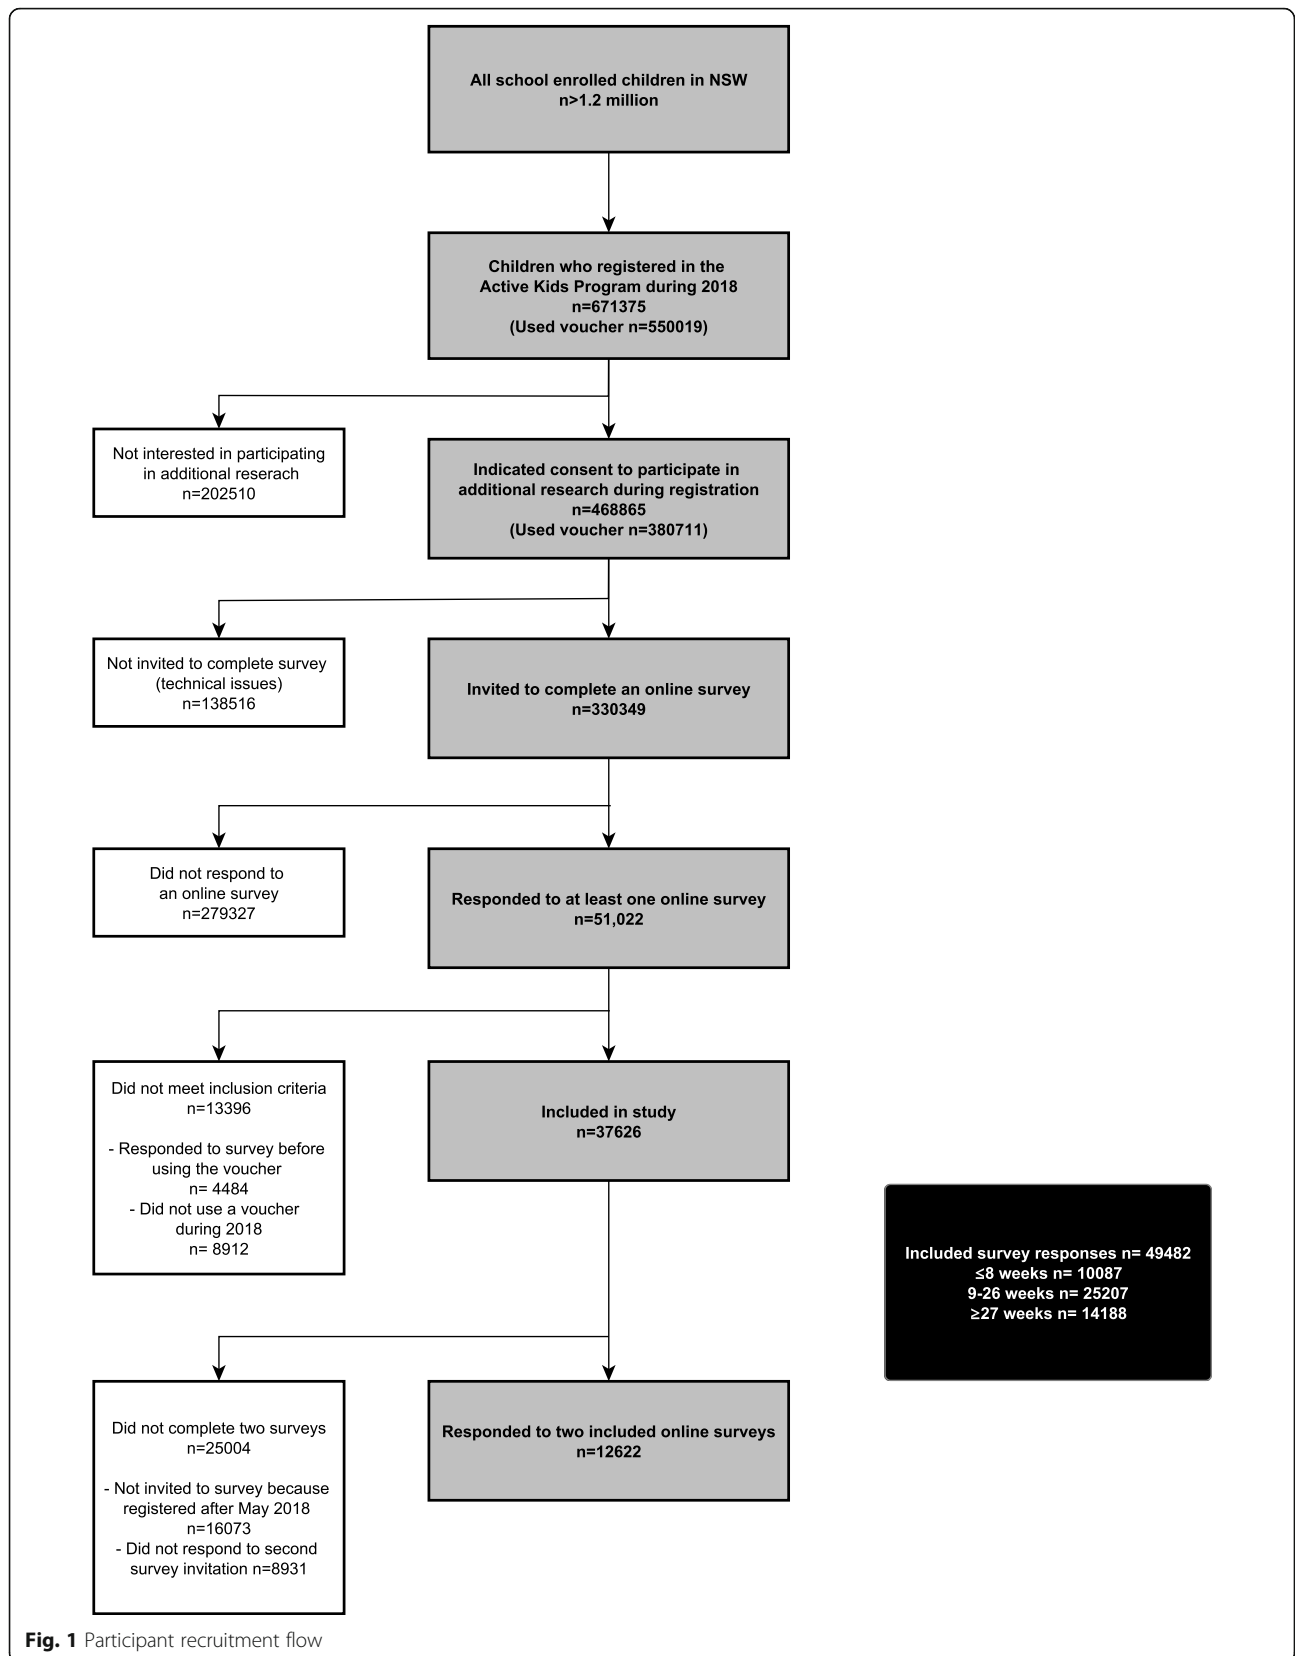 All school enrolled children in NSW
n>1.2 million
Children who registered in the
Active Kids Program during 2018
n=671375
(Used voucher n=550019)
Not interested in participating
in additional reserach
n=202510
Indicated consent to participate in
additional research during registration
n=468865
(Used voucher n=380711)
Not invited to complete survey
(technical issues)
n=138516
Invited to complete an online survey
n=330349
Did not respond to
an online survey
n=279327
Responded to at least one online survey
n=51,022
Did not meet inclusion criteria
n=13396
- Responded to survey before
using the voucher
n= 4484
- Did not use a voucher
during 2018
n= 8912
Included in study
n=37626
Included survey responses n= 49482
≤8 weeks n= 10087
9-26 weeks n= 25207
≥27 weeks n= 14188
Did not complete two surveys
n=25004
- Not invited to survey because
registered after May 2018
n=16073
- Did not respond to second
survey invitation n=8931
Responded to two included online surveys
n=12622
Fig. 1 Participant recruitment flow